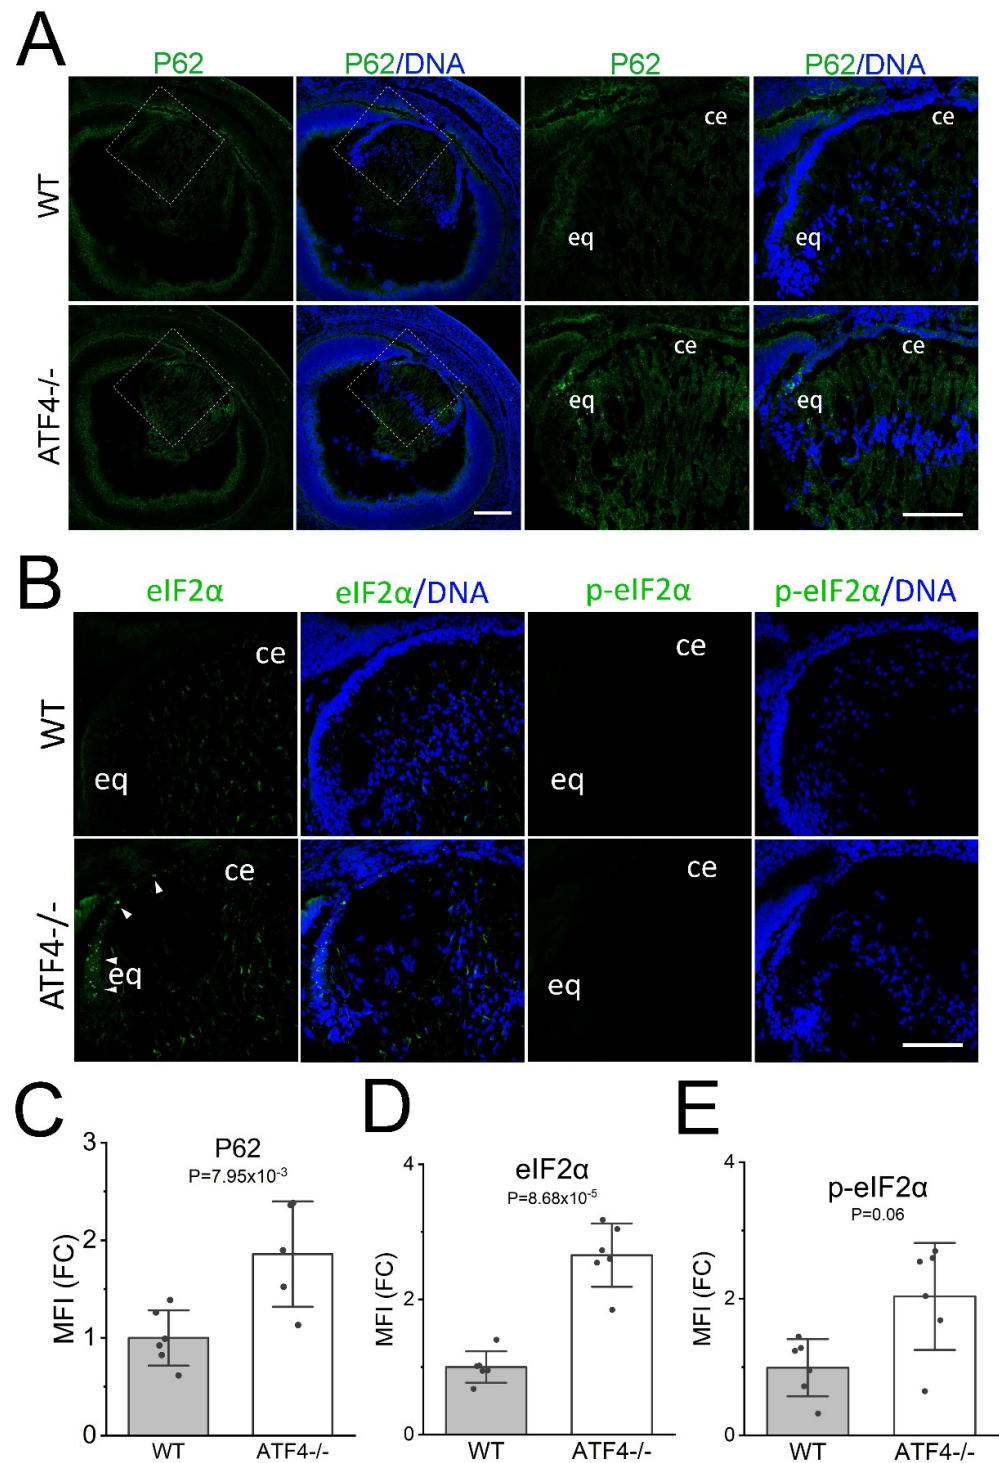 A
P62 P62/DNA P62 P62/DNA
WT
ce ce
eq eq
ATF4-/-
ce ce
eq eq
B
eIF2α eIF2α/DNA p-eIF2α p-eIF2α/DNA
WT
ce ce
eq eq
ATF4-/-
ce ce
eq eq
C
P62
P=7.95x10-3
MFI (FC)
3
2
1
0
WT ATF4-/-
D
eIF2α
P=8.68x10-5
MFI (FC)
4
2
0
WT ATF4-/-
E
p-eIF2α
P=0.06
MFI (FC)
4
2
0
WT ATF4-/-